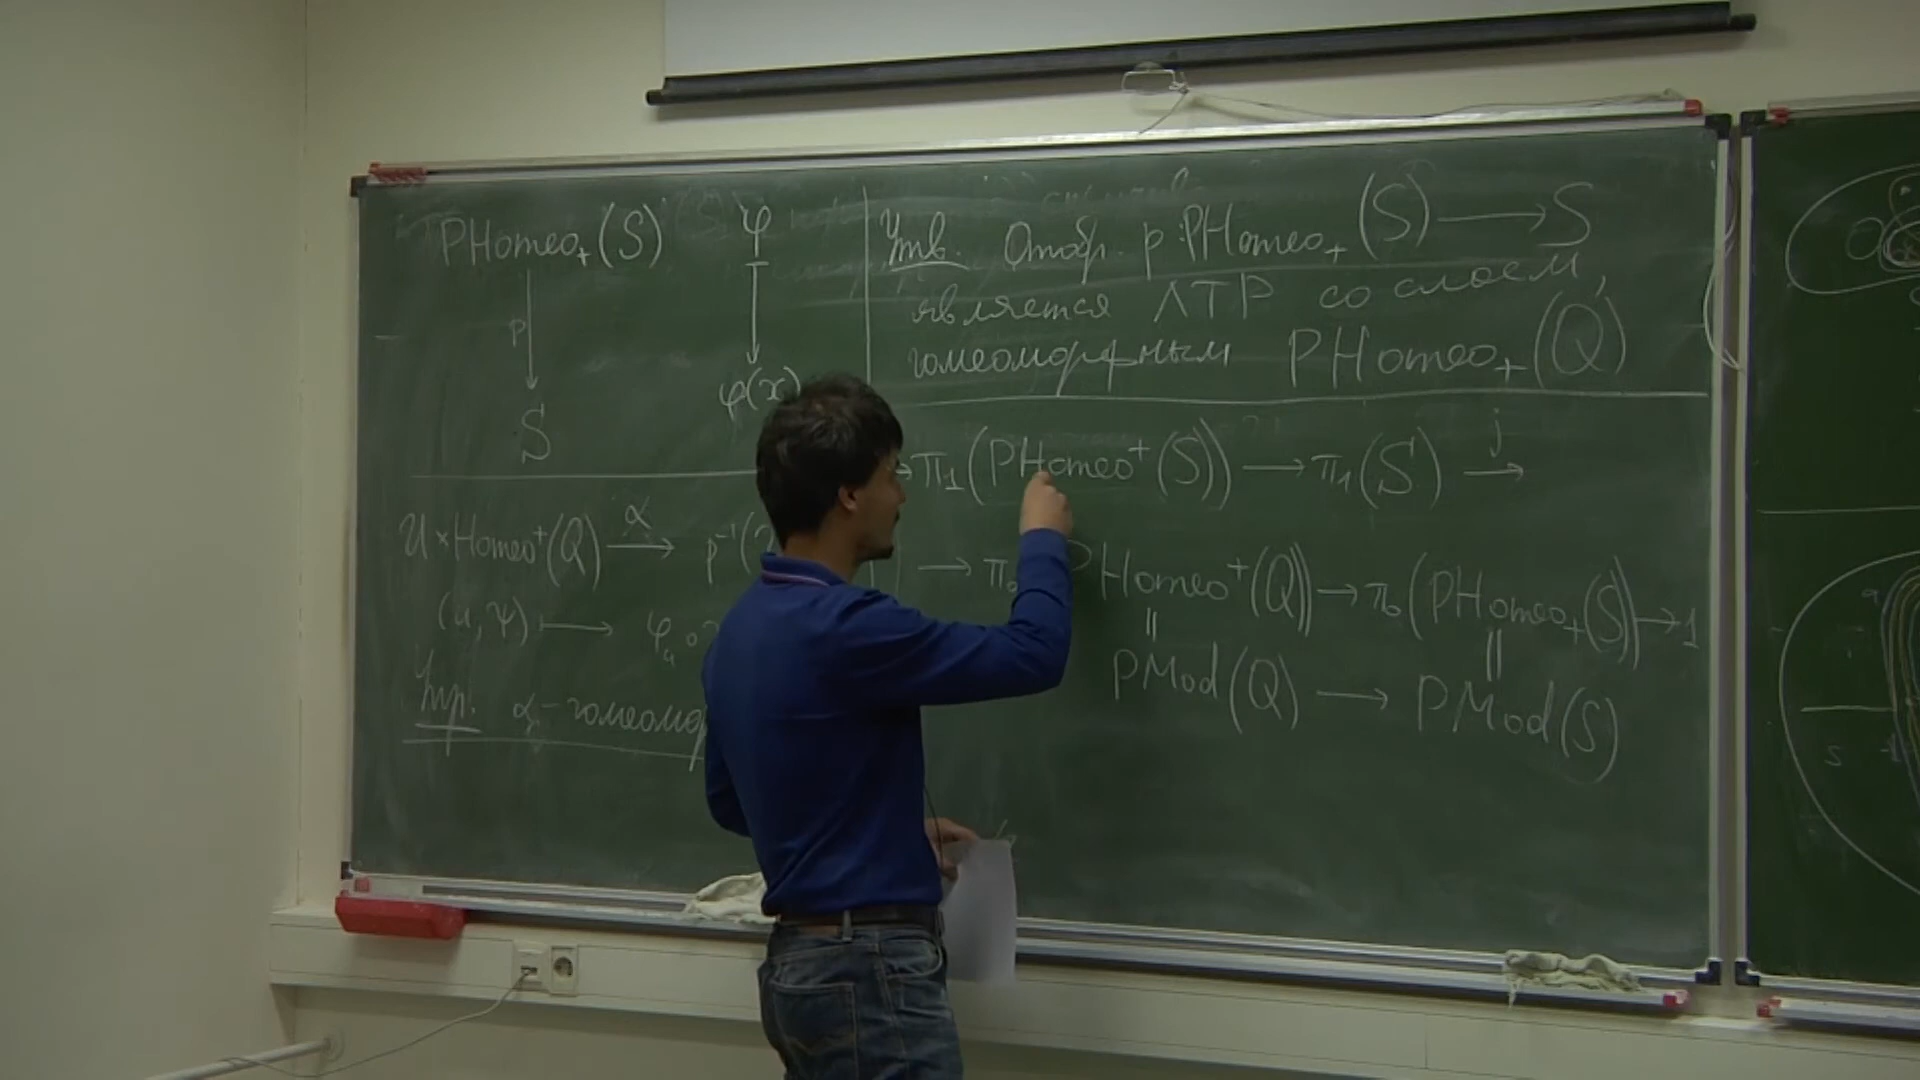 PHomeo₊(S) φ
p
S φ(x)
U × Homeo⁺(Q) —α→ p⁻¹(
(u, ψ) ⟼ φᵤ∘
Упр. α – гомеомо
Утв. Отобр. p: PHomeo₊(S) ⟶ S
является ЛТР со слоем,
гомеоморфным PHomeo₊(Q)
→ π₁(PHomeo⁺(S)) → π₁(S) —j→
→ π₀ PHomeo⁺(Q)) → π₀(PHomeo₊(S)) → 1
|| ||
PMod(Q) ⟶ PMod(S)
S